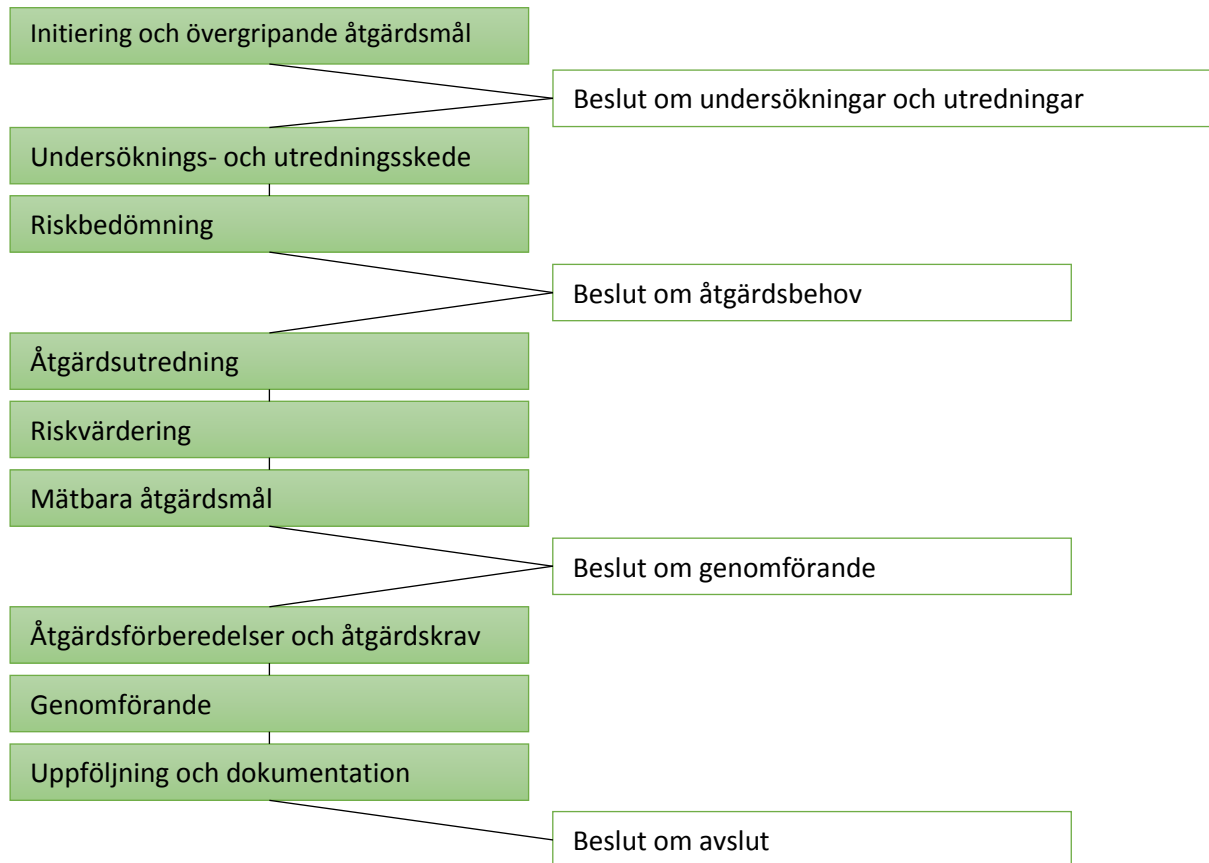 Initiering och övergripande åtgärdsmål
Beslut om undersökningar och utredningar
Undersöknings- och utredningsskede
Riskbedömning
Beslut om åtgärdsbehov
Åtgärdsutredning
Riskvärdering
Mätbara åtgärdsmål
Beslut om genomförande
Åtgärdsförberedelser och åtgärdskrav
Genomförande
Uppföljning och dokumentation
Beslut om avslut